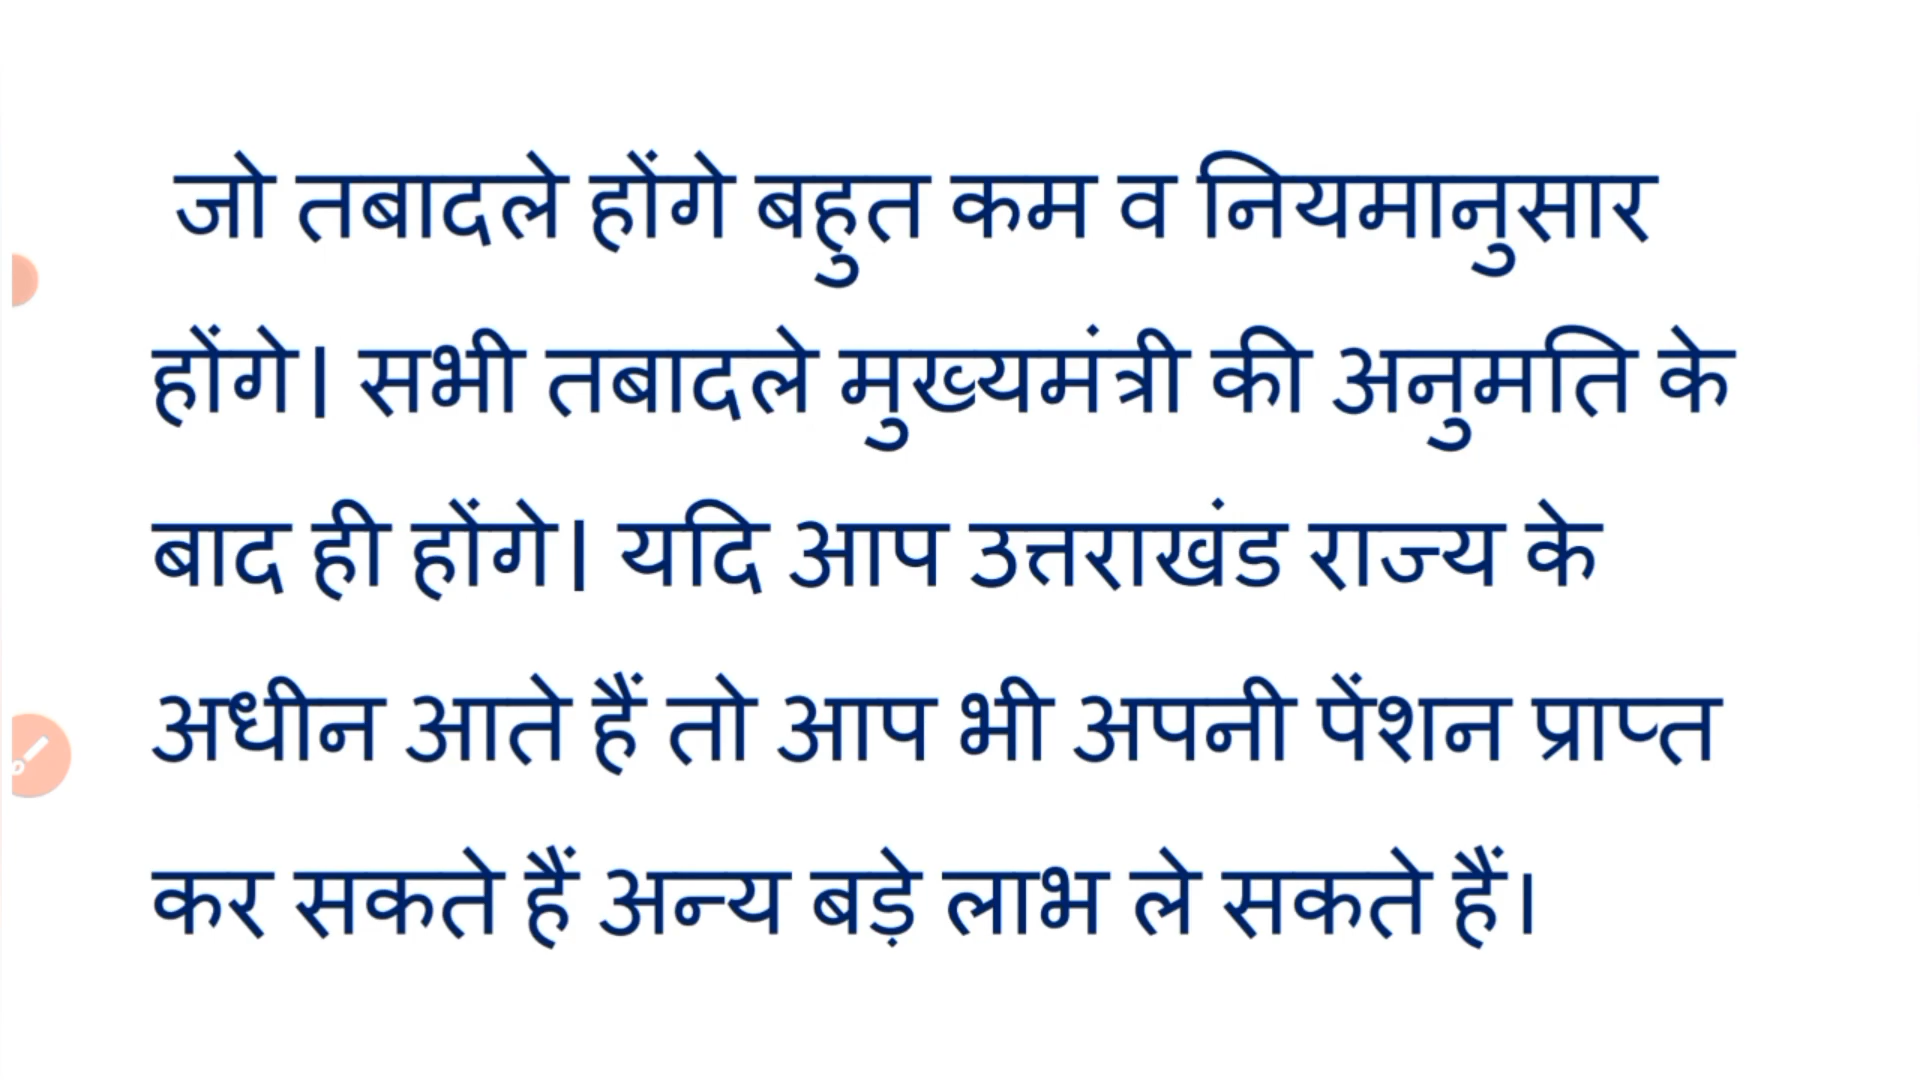 जो तबादले होंगे बहुत कम व नियमानुसार
होंगे। सभी तबादले मुख्यमंत्री की अनुमति के
बाद ही होंगे। यदि आप उत्तराखंड राज्य के
अधीन आते हैं तो आप भी अपनी पेंशन प्राप्त
कर सकते हैं अन्य बड़े लाभ ले सकते हैं।